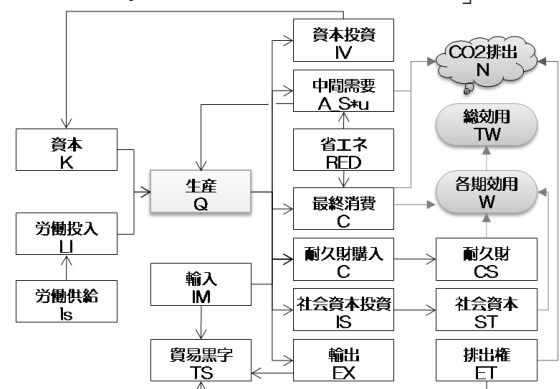 資本投資
IV
CO2排出
N
中間需要
A_S*u
総効用
TW
資本
K
省エネ
RED
生産
Q
各期効用
W
最終消費
C
労働投入
LI
耐久財購入
C
耐久財
CS
輸入
IM
労働供給
ls
社会資本投資
IS
社会資本
ST
貿易黒字
TS
輸出
EX
排出権
ET